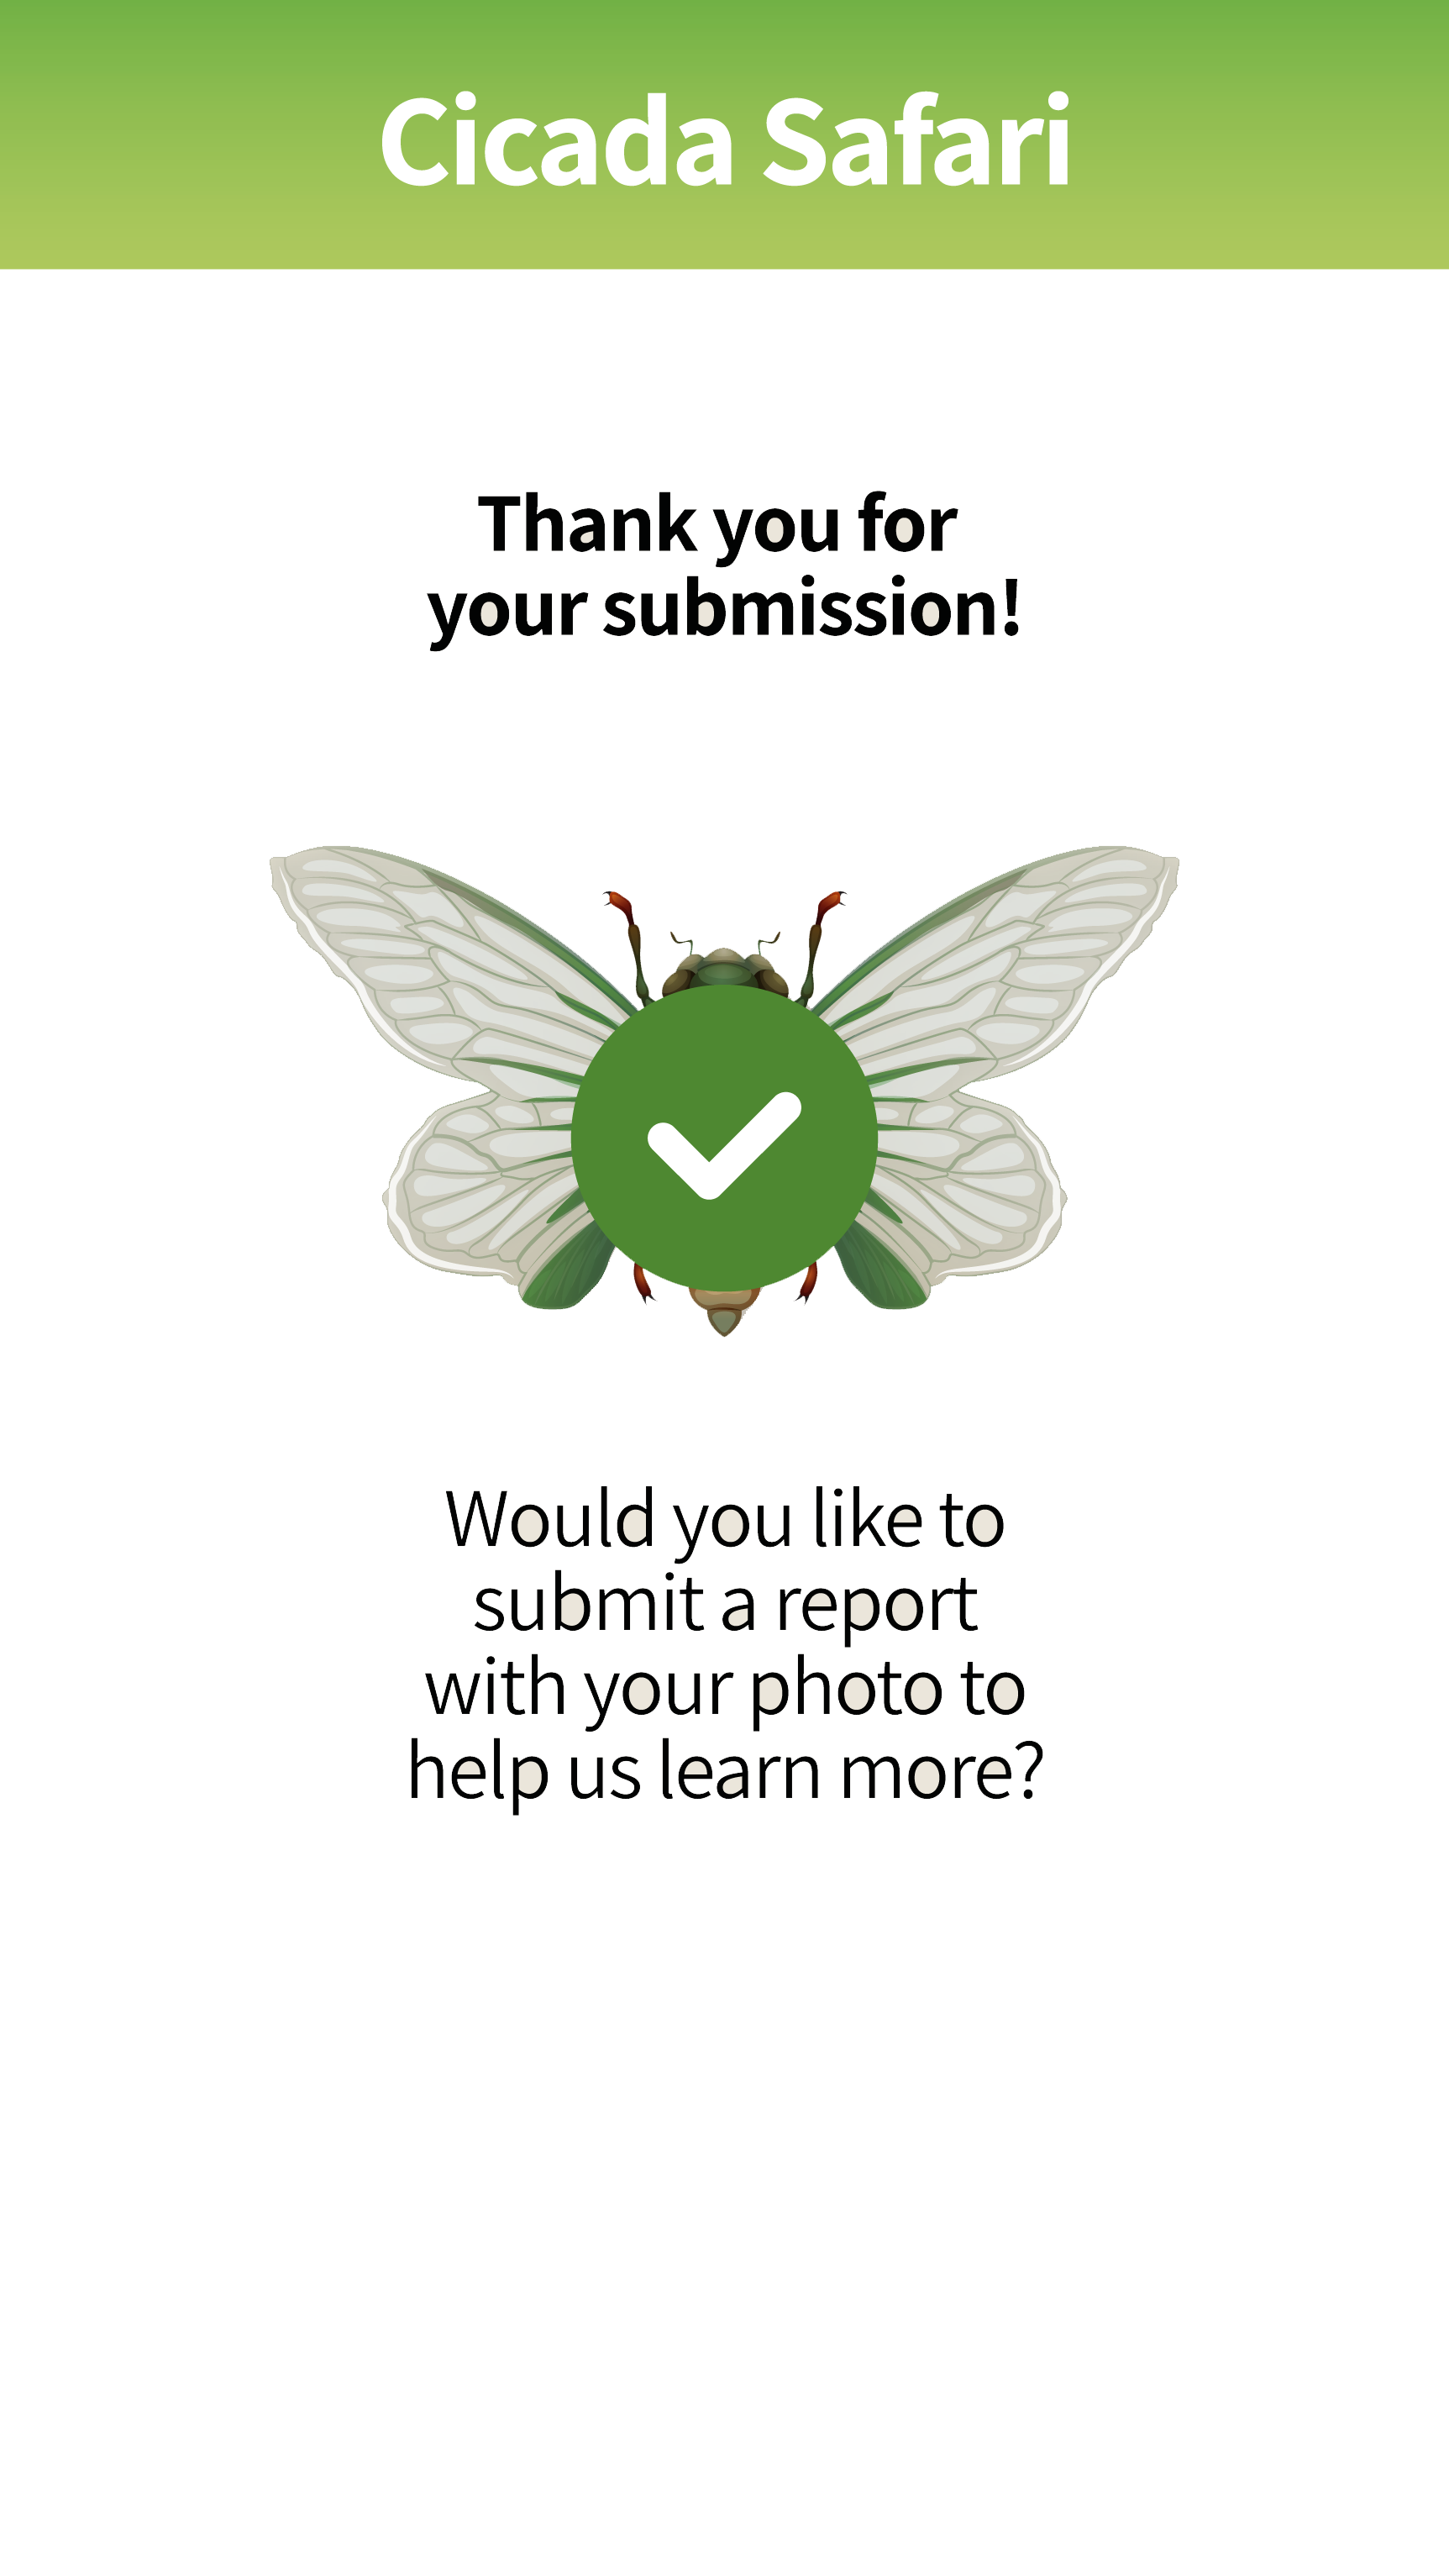 Cicada Safari
Thank you for
your submission!
Would you like to
submit a report
with your photo to
help us learn more?